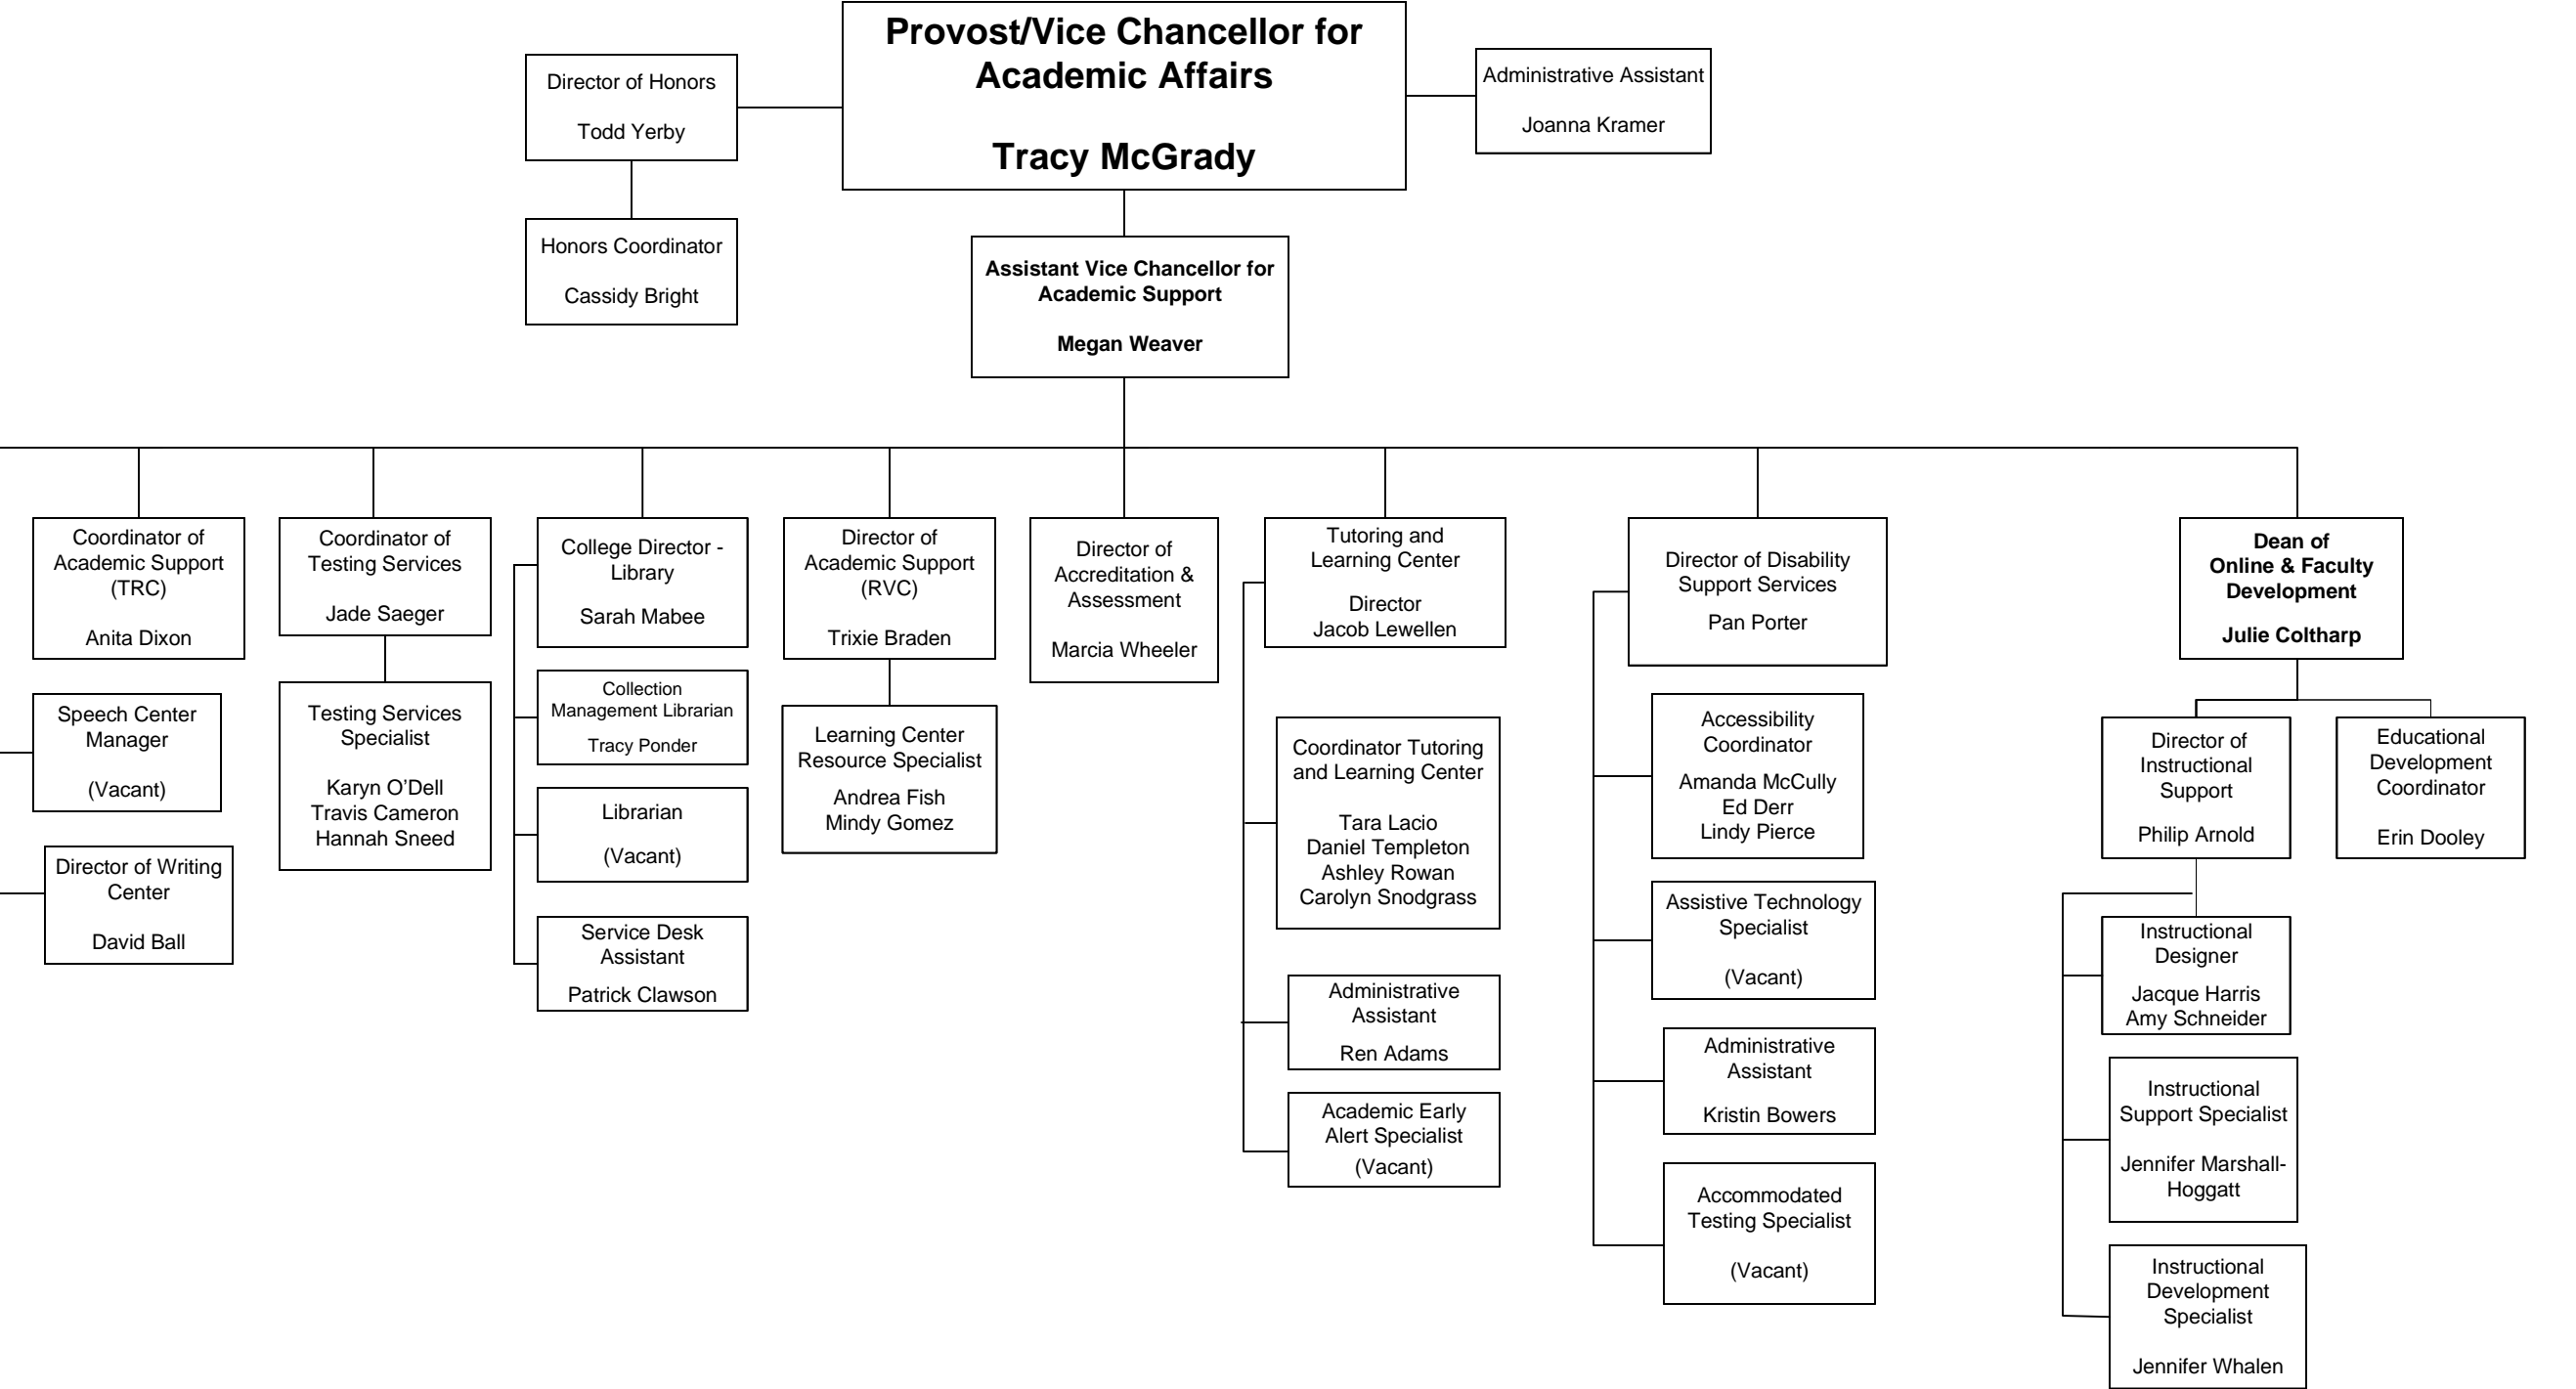 Provost/Vice Chancellor for
Academic Affairs
Tracy McGrady
Director of Honors
Todd Yerby
Administrative Assistant
Joanna Kramer
Honors Coordinator
Cassidy Bright
Assistant Vice Chancellor for
Academic Support
Megan Weaver
Coordinator of
Academic Support
(TRC)
Anita Dixon
Speech Center
Manager
(Vacant)
Director of Writing
Center
David Ball
Coordinator of
Testing Services
Jade Saeger
Testing Services
Specialist
Karyn O’Dell
Travis Cameron
Hannah Sneed
College Director -
Library
Sarah Mabee
Collection
Management Librarian
Tracy Ponder
Librarian
(Vacant)
Service Desk
Assistant
Patrick Clawson
Director of
Academic Support
(RVC)
Trixie Braden
Learning Center
Resource Specialist
Andrea Fish
Mindy Gomez
Director of
Accreditation &
Assessment
Marcia Wheeler
Tutoring and
Learning Center
Director
Jacob Lewellen
Coordinator Tutoring
and Learning Center
Tara Lacio
Daniel Templeton
Ashley Rowan
Carolyn Snodgrass
Administrative
Assistant
Ren Adams
Academic Early
Alert Specialist
(Vacant)
Director of Disability
Support Services
Pan Porter
Accessibility
Coordinator
Amanda McCully
Ed Derr
Lindy Pierce
Assistive Technology
Specialist
(Vacant)
Administrative
Assistant
Kristin Bowers
Accommodated
Testing Specialist
(Vacant)
Dean of
Online & Faculty
Development
Julie Coltharp
Director of
Instructional
Support
Philip Arnold
Educational
Development
Coordinator
Erin Dooley
Instructional
Designer
Jacque Harris
Amy Schneider
Instructional
Support Specialist
Jennifer Marshall-
Hoggatt
Instructional
Development
Specialist
Jennifer Whalen